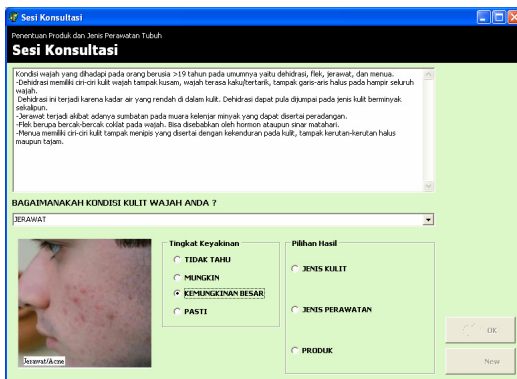 Sesi Konsultasi
Penentuan Produk dan Jenis Perawatan Tubuh
Sesi Konsultasi
Kondisi wajah yang dihadapi pada orang berusia >19 tahun pada umumnya yaitu dehidrasi, flek, jerawat, dan menua.
-Dehidrasi memiliki ciri-ciri kulit wajah tampak kusam, wajah terasa kaku/tertarik, tampak garis-aris halus pada hampir seluruh
wajah.
Dehidrasi ini terjadi karena kadar air yang rendah di dalam kulit. Dehidrasi dapat pula dijumpai pada jenis kulit berminyak
sekalipun.
-Jerawat terjadi akibat adanya sumbatan pada muara kelenjar minyak yang dapat disertai peradangan.
-Flek berupa bercak-bercak coklat pada wajah. Bisa disebabkan oleh hormon ataupun sinar matahari.
-Menua memiliki ciri-ciri kulit tampak menipis yang disertai dengan kekenduran pada kulit, tampak kerutan-kerutan halus
maupun tajam.
BAGAIMANAKAH KONDISI KULIT WAJAH ANDA ?
JERAWAT
Tingkat Keyakinan
TIDAK TAHU
MUNGKIN
KEMUNGKINAN BESAR
PASTI
Pilihan Hasil
JENIS KULIT
JENIS PERAWATAN
PRODUK
Jerawat/Acne
OK
New